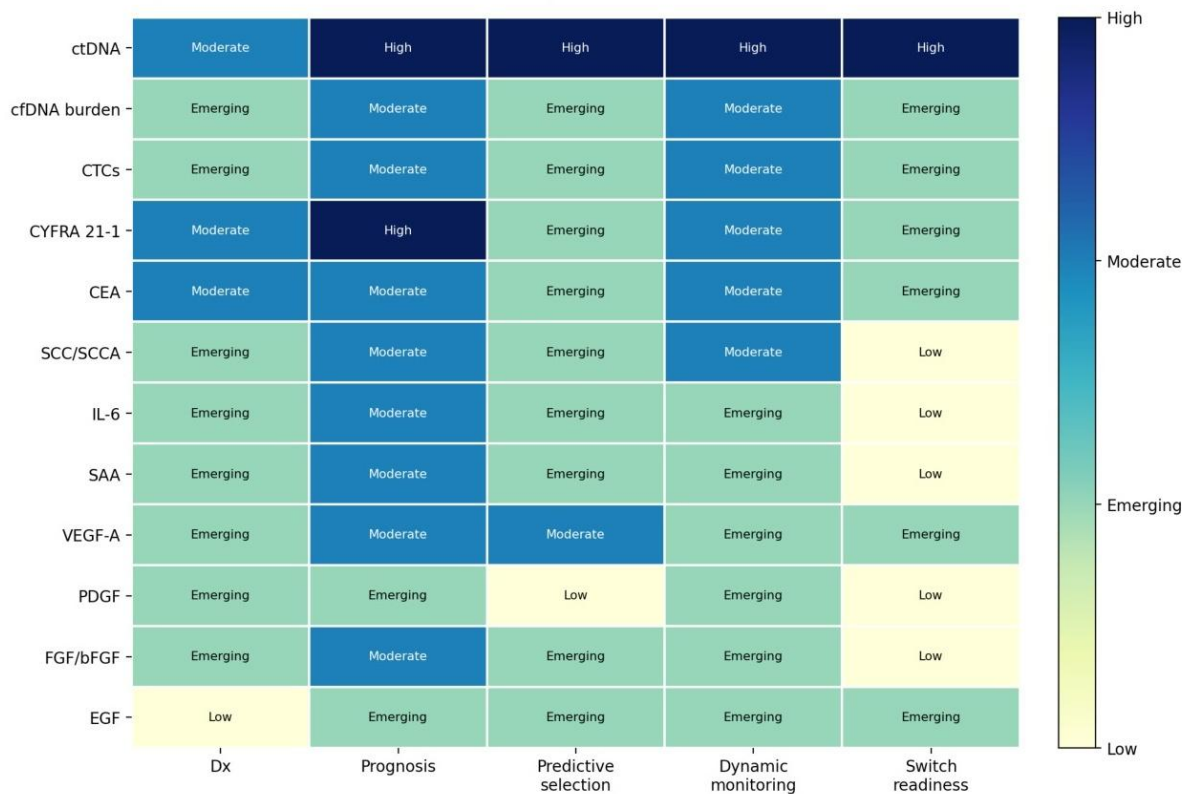 ctDNA Moderate High High High High
cfDNA burden Emerging Moderate Emerging Moderate Emerging
CTCs Emerging Moderate Emerging Moderate Emerging
CYFRA 21-1 Moderate High Emerging Moderate Emerging
CEA Moderate Moderate Emerging Moderate Emerging
SCC/SCCA Emerging Moderate Emerging Moderate Low
IL-6 Emerging Moderate Emerging Emerging Low
SAA Emerging Moderate Emerging Emerging Low
VEGF-A Emerging Moderate Moderate Emerging Emerging
PDGF Emerging Emerging Low Emerging Low
FGF/bFGF Emerging Moderate Emerging Emerging Low
EGF Low Emerging Emerging Emerging Emerging
Dx Prognosis Predictive Dynamic Switch
selection monitoring readiness
High
Moderate
Emerging
Low